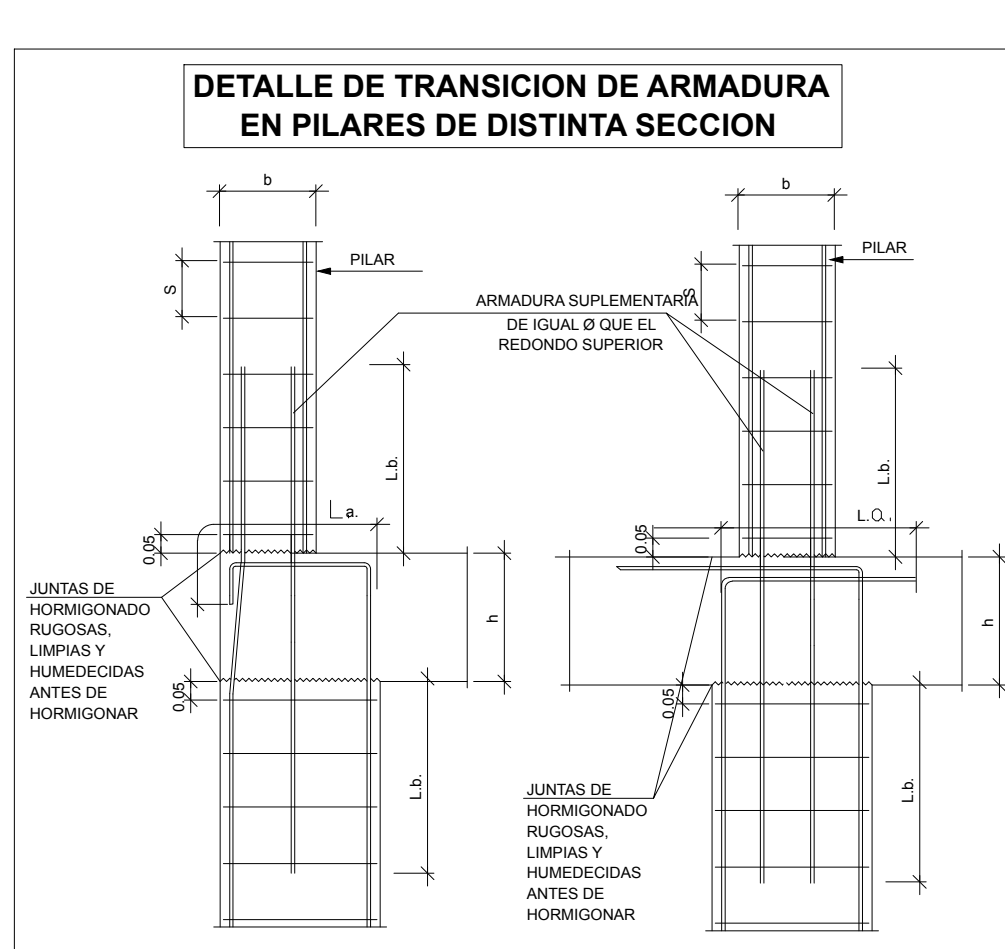 DETALLE DE TRANSICION DE ARMADURA
EN PILARES DE DISTINTA SECCION
b
PILAR
S
ARMADURA SUPLEMENTARIA
DE IGUAL Ø QUE EL
REDONDO SUPERIOR
L.b.
La.
0,05
JUNTAS DE
HORMIGONADO
RUGOSAS,
LIMPIAS Y
HUMEDECIDAS
ANTES DE
HORMIGONAR
h
0,05
L.b.
b
PILAR
S
L.b.
L.a.
0,05
h
0,05
JUNTAS DE
HORMIGONADO
RUGOSAS,
LIMPIAS Y
HUMEDECIDAS
ANTES DE
HORMIGONAR
L.b.